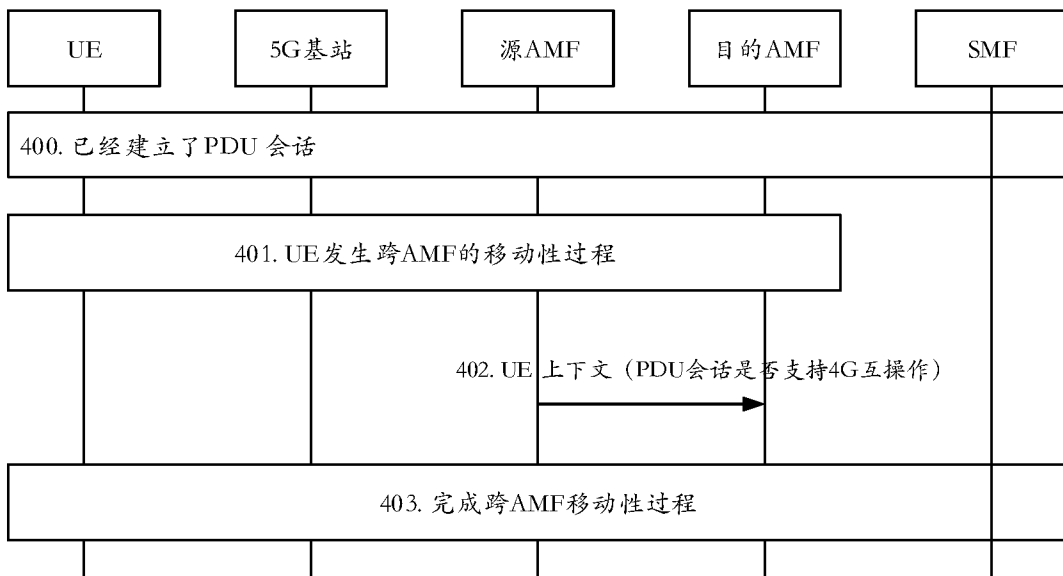 UE
5G基站
源AMF
目的AMF
SMF
400. 已经建立了PDU 会话
401. UE发生跨AMF的移动性过程
402. UE 上下文（PDU会话是否支持4G互操作）
403. 完成跨AMF移动性过程